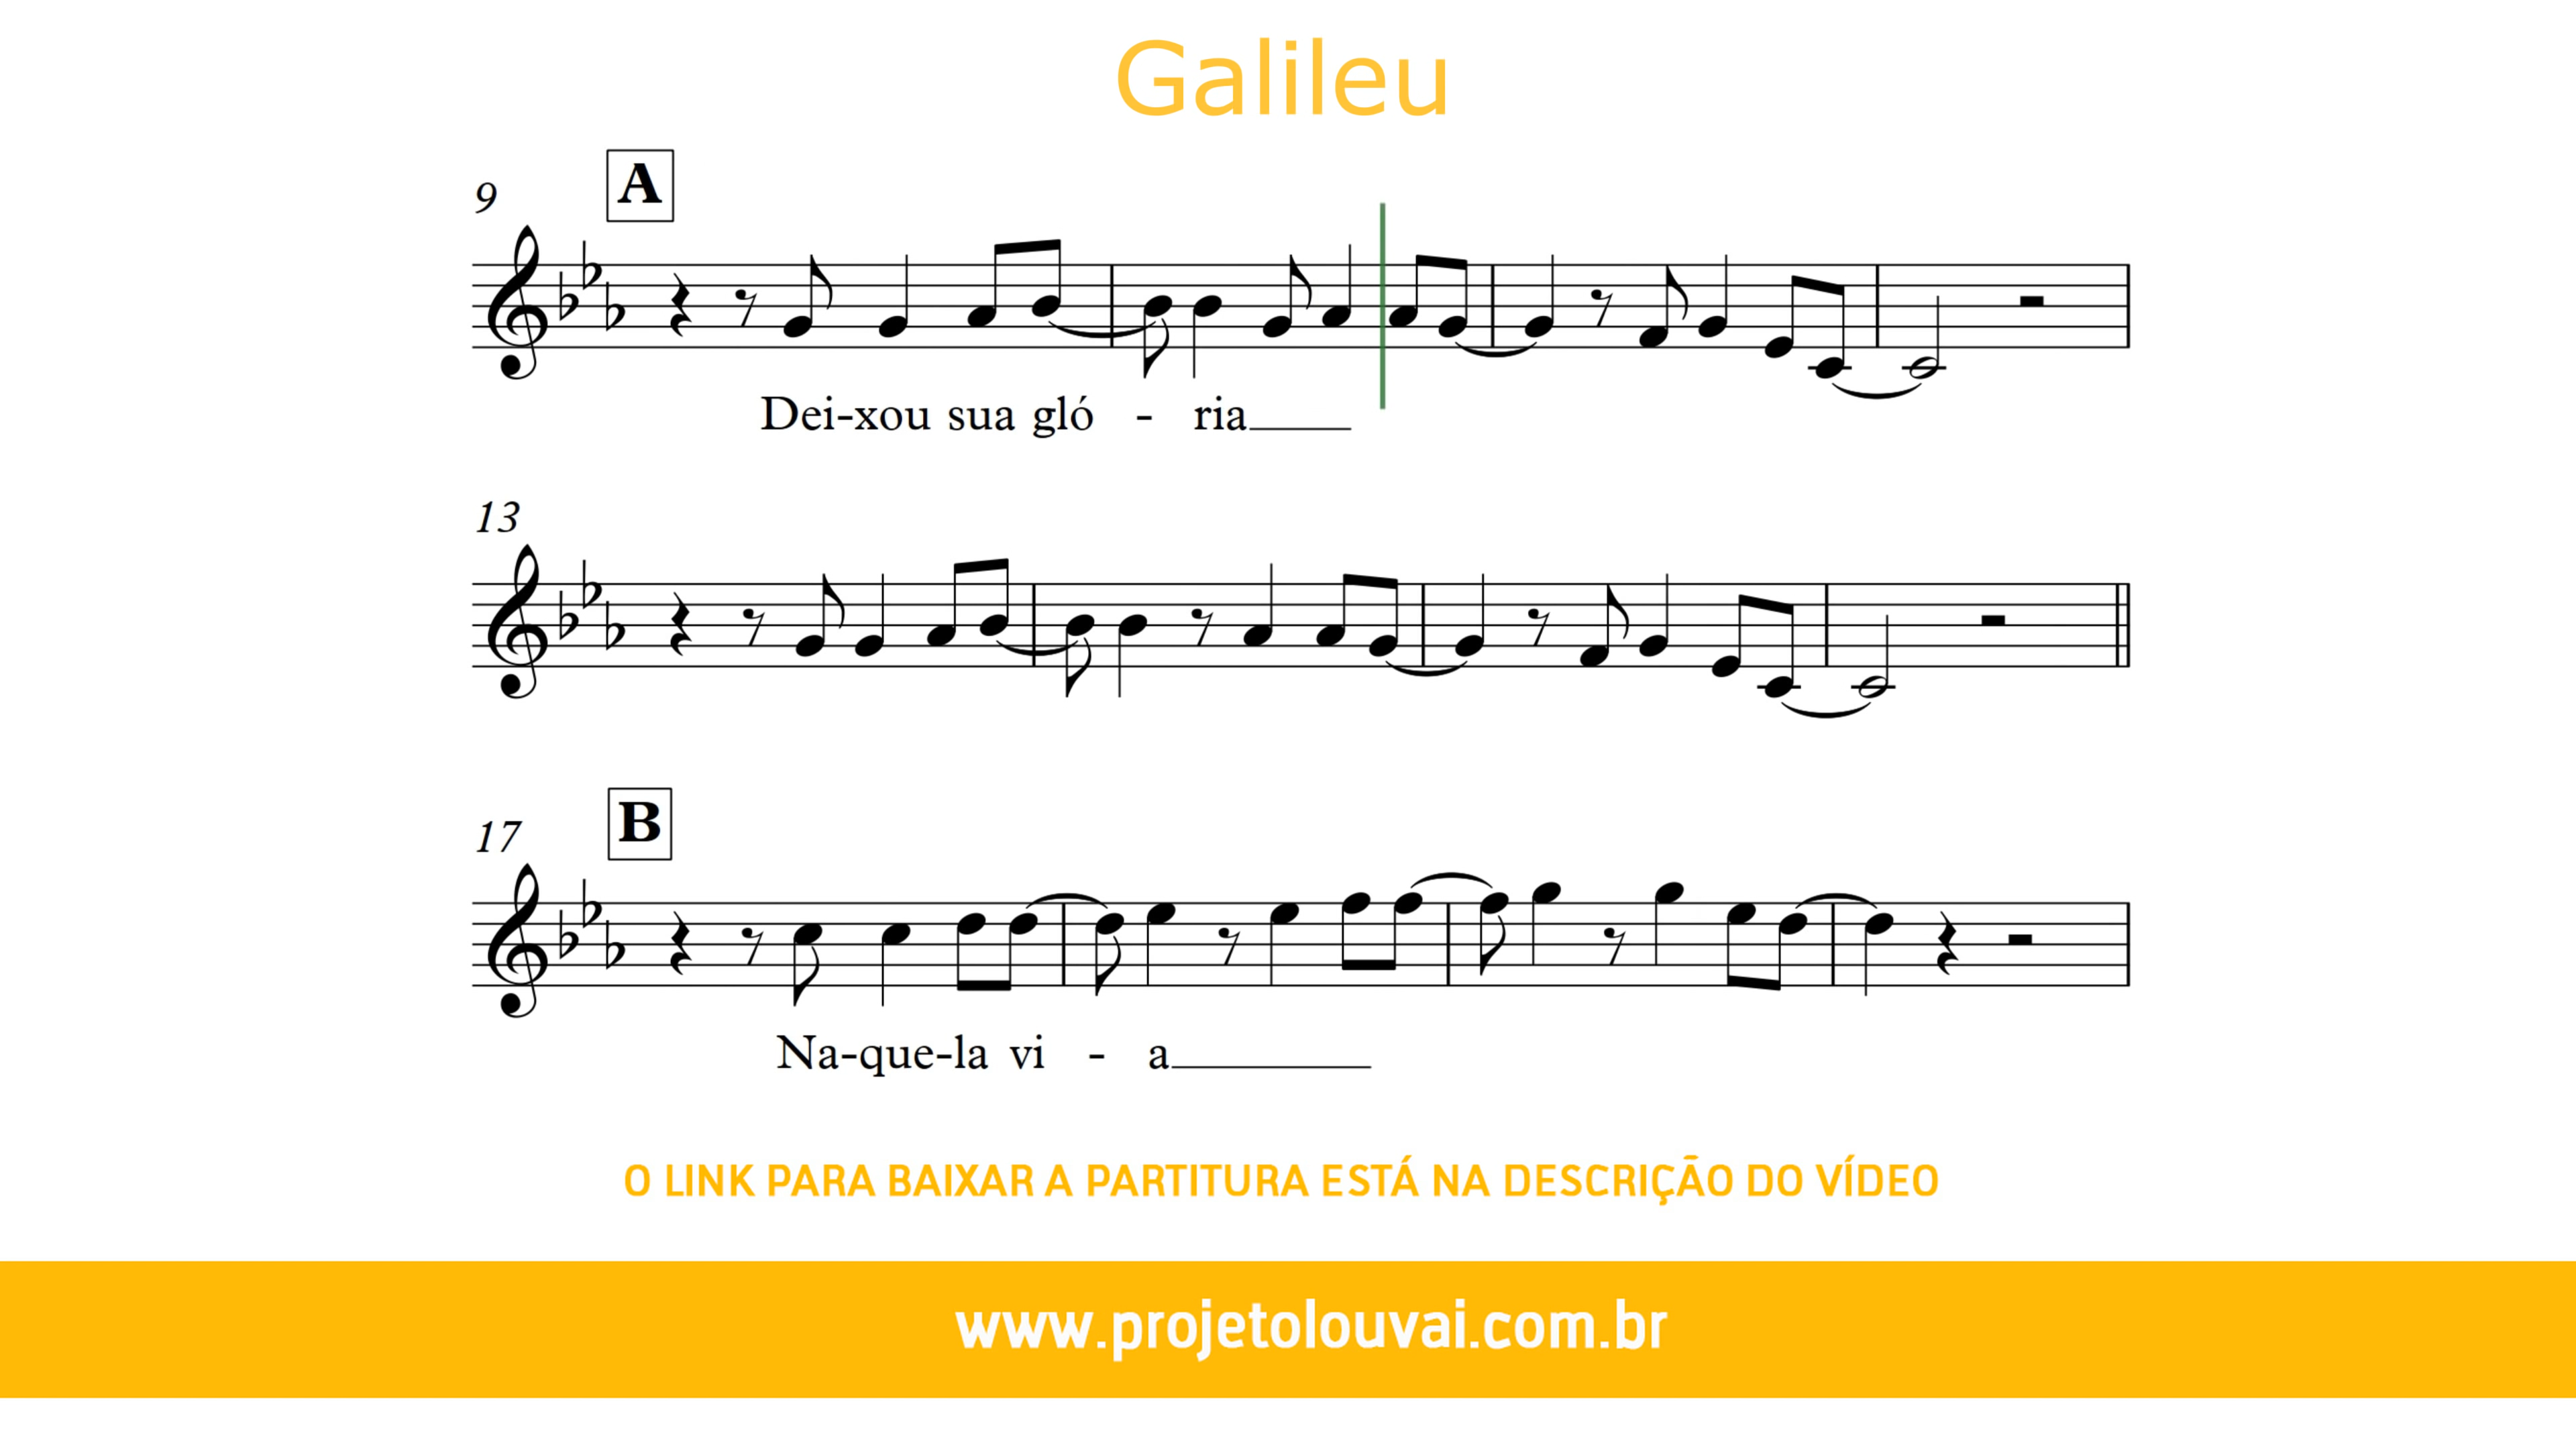 Galileu
9
A
Dei-xou sua gló - ria
13
17
B
Na-que-la vi - a
O LINK PARA BAIXAR A PARTITURA ESTÁ NA DESCRIÇÃO DO VÍDEO
www.projetolouvai.com.br